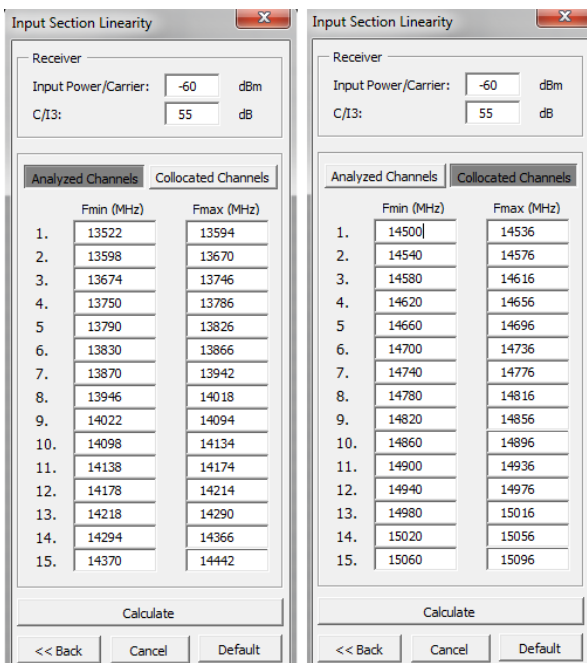 Input Section Linearity
X
Receiver
Input Power/Carrier: -60 dBm
C/I3: 55 dB
Analyzed Channels Collocated Channels
Fmin (MHz) Fmax (MHz)
1. 13522 13594
2. 13598 13670
3. 13674 13746
4. 13750 13786
5 13790 13826
6. 13830 13866
7. 13870 13942
8. 13946 14018
9. 14022 14094
10. 14098 14134
11. 14138 14174
12. 14178 14214
13. 14218 14290
14. 14294 14366
15. 14370 14442
Calculate
<< Back Cancel Default
Input Section Linearity
X
Receiver
Input Power/Carrier: -60 dBm
C/I3: 55 dB
Analyzed Channels Collocated Channels
Fmin (MHz) Fmax (MHz)
1. 14500 14536
2. 14540 14576
3. 14580 14616
4. 14620 14656
5 14660 14696
6. 14700 14736
7. 14740 14776
8. 14780 14816
9. 14820 14856
10. 14860 14896
11. 14900 14936
12. 14940 14976
13. 14980 15016
14. 15020 15056
15. 15060 15096
Calculate
<< Back Cancel Default